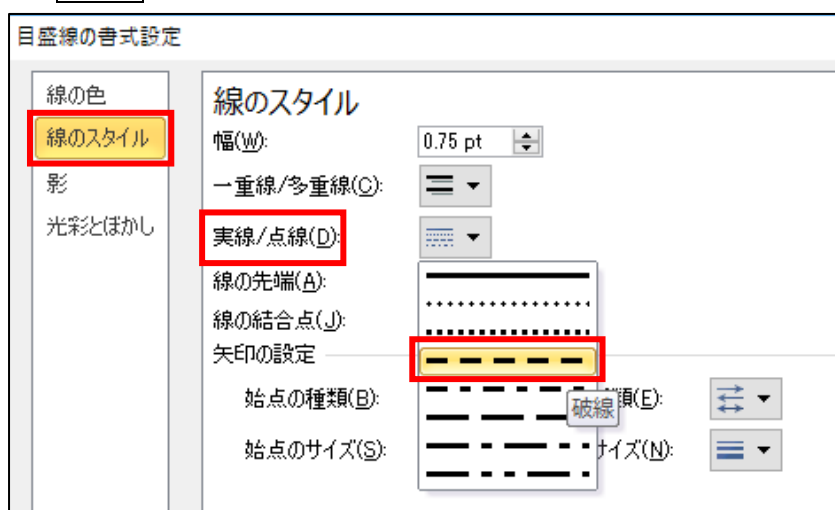 目盛線の書式設定
線の色
線のスタイル
影
光彩とぼかし
線のスタイル
幅(W):
0.75 pt
一重線/多重線(C):
実線/点線(D):
線の先端(A):
線の結合点(J):
矢印の設定
始点の種類(B):
破線
類(E):
始点のサイズ(S):
サイズ(N):